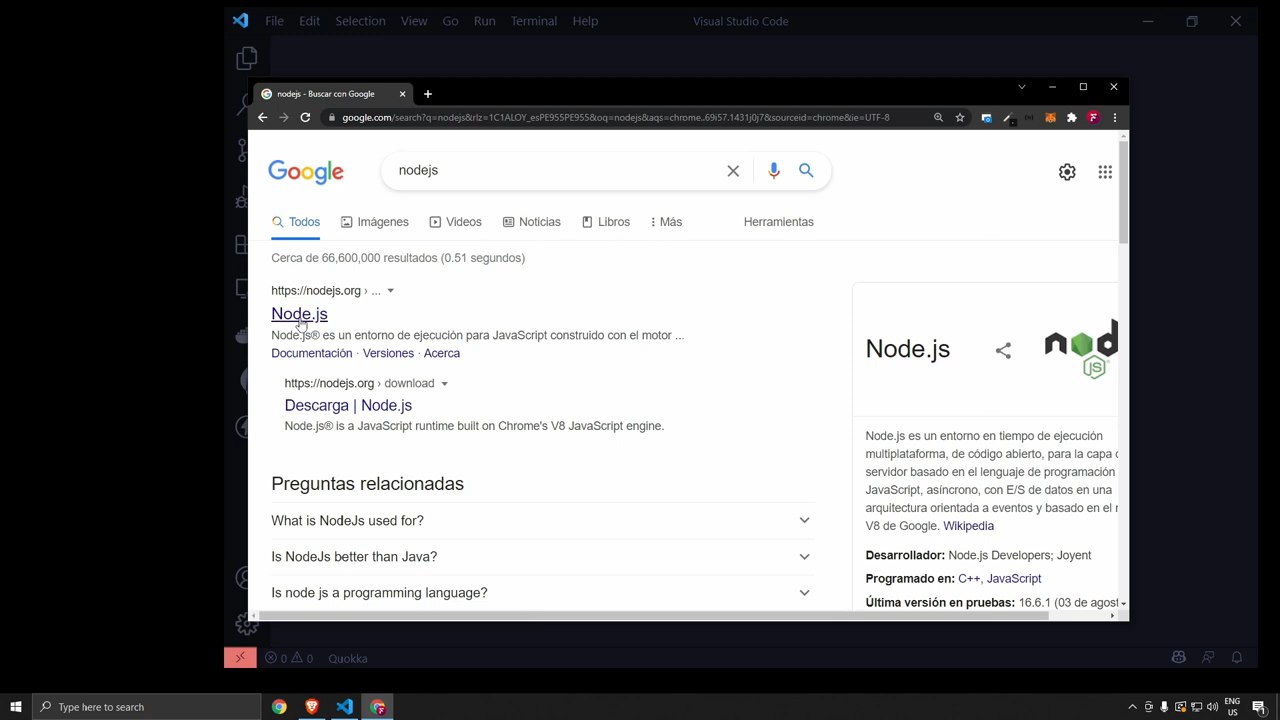 File Edit Selection View Go Run Terminal Help
Visual Studio Code
nodejs - Buscar con Google
google.com/search?q=nodejs&rlz=1C1ALOY_esPE955PE955&oq=nodejs&aqs=chrome..69i57.1431j0j7&sourceid=chrome&ie=UTF-8
Google
nodejs
Todos Imágenes Videos Noticias Libros Más Herramientas
Cerca de 66,600,000 resultados (0.51 segundos)
https://nodejs.org › ...
Node.js
Node.js® es un entorno de ejecución para JavaScript construido con el motor ...
Documentación · Versiones · Acerca
https://nodejs.org › download
Descarga | Node.js
Node.js® is a JavaScript runtime built on Chrome's V8 JavaScript engine.
Preguntas relacionadas
What is NodeJs used for?
Is NodeJs better than Java?
Is node js a programming language?
Node.js
nod
JS
Node.js es un entorno en tiempo de ejecución
multiplataforma, de código abierto, para la capa
servidor basado en el lenguaje de programación
JavaScript, asíncrono, con E/S de datos en una
arquitectura orientada a eventos y basado en el
V8 de Google. Wikipedia
Desarrollador: Node.js Developers; Joyent
Programado en: C++, JavaScript
Última versión en pruebas: 16.6.1 (03 de agost
0 0 Quokka
Type here to search
ENG
US
1